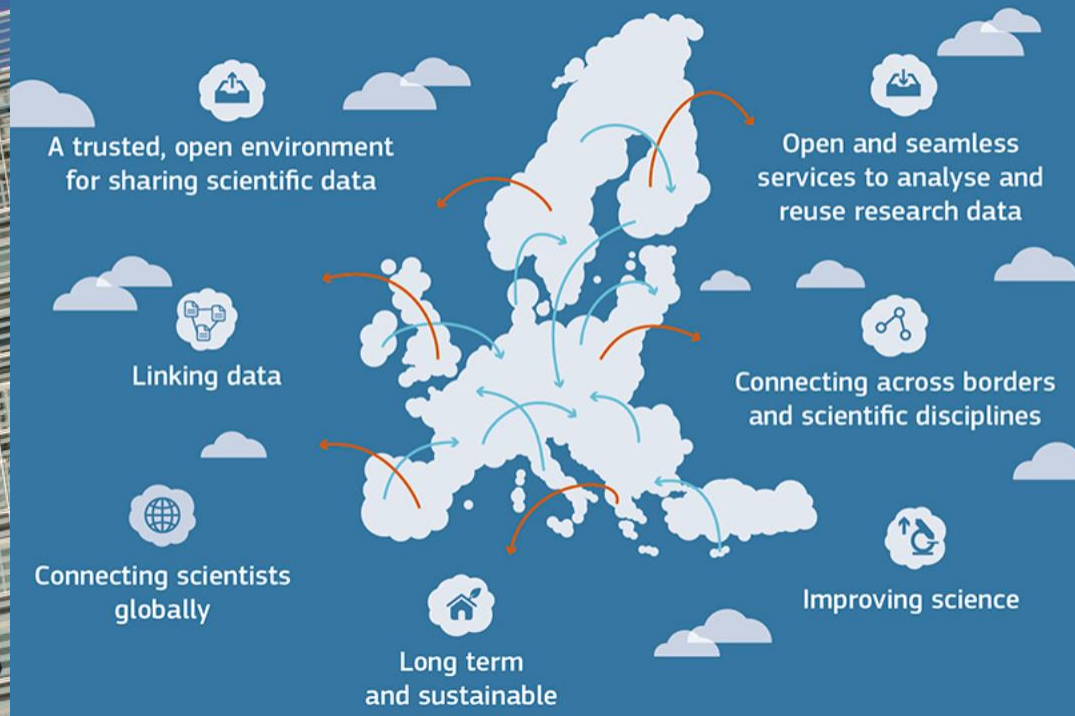 A trusted, open environment
for sharing scientific data
Open and seamless
services to analyse and
reuse research data
Linking data
Connecting across borders
and scientific disciplines
Connecting scientists
globally
Improving science
Long term
and sustainable